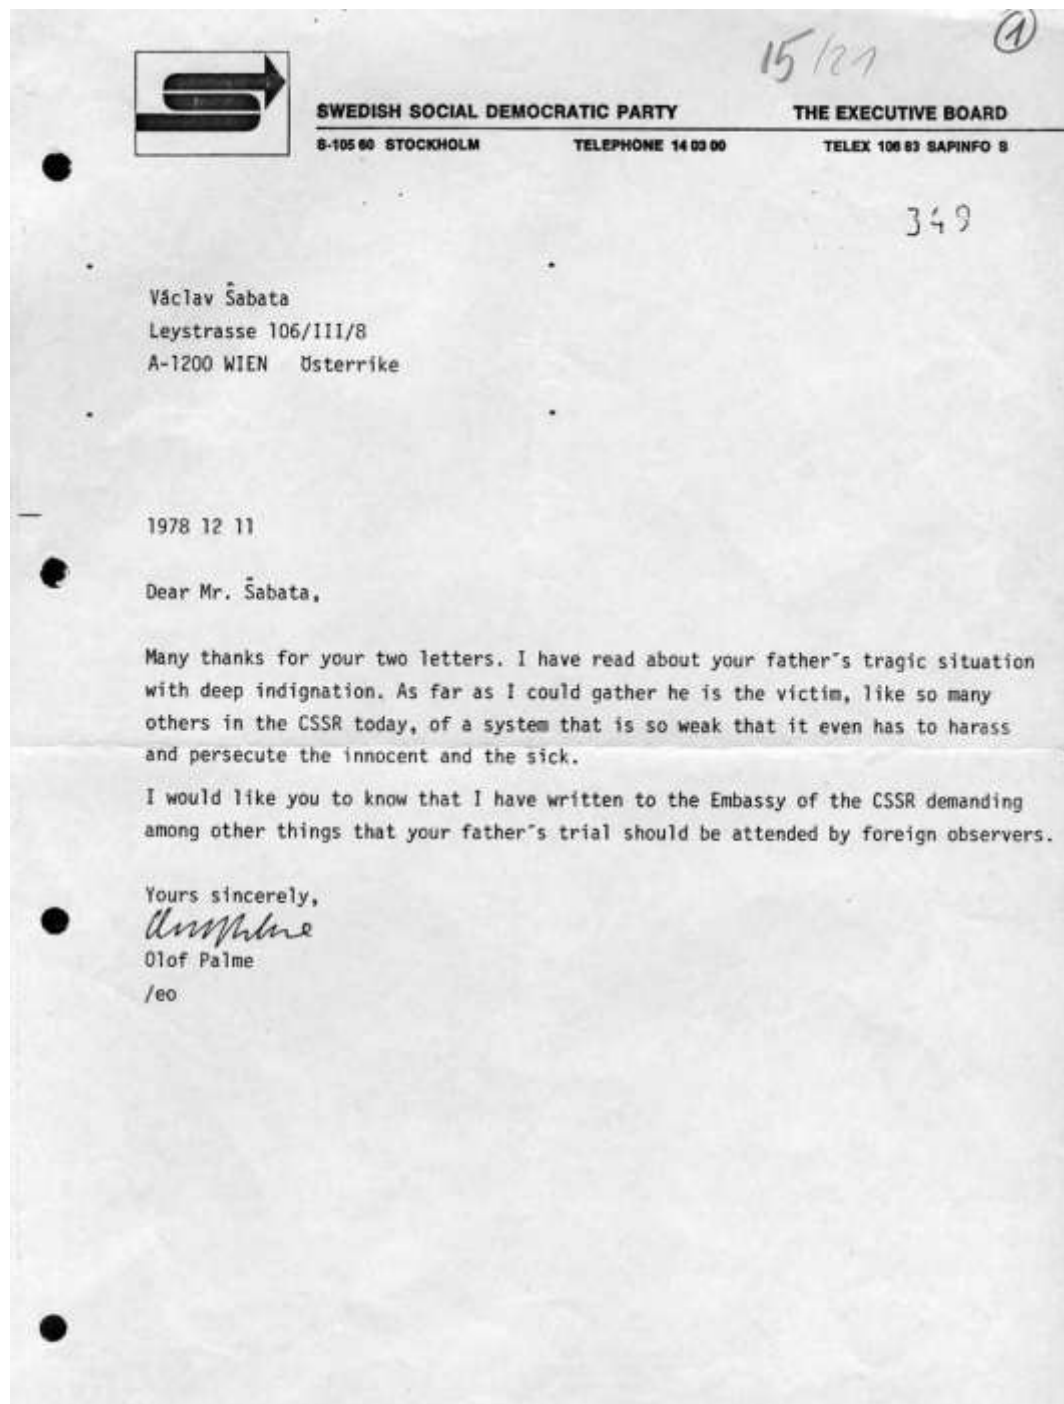 ①
15/21
SWEDISH SOCIAL DEMOCRATIC PARTY THE EXECUTIVE BOARD
S-105 60 STOCKHOLM TELEPHONE 14 03 00 TELEX 106 83 SAPINFO S
349
Václav Šabata
Leystrasse 106/III/8
A-1200 WIEN Österrike
1978 12 11
Dear Mr. Šabata,
Many thanks for your two letters. I have read about your father's tragic situation
with deep indignation. As far as I could gather he is the victim, like so many
others in the CSSR today, of a system that is so weak that it even has to harass
and persecute the innocent and the sick.
I would like you to know that I have written to the Embassy of the CSSR demanding
among other things that your father's trial should be attended by foreign observers.
Yours sincerely,
Olof Palme
/eo